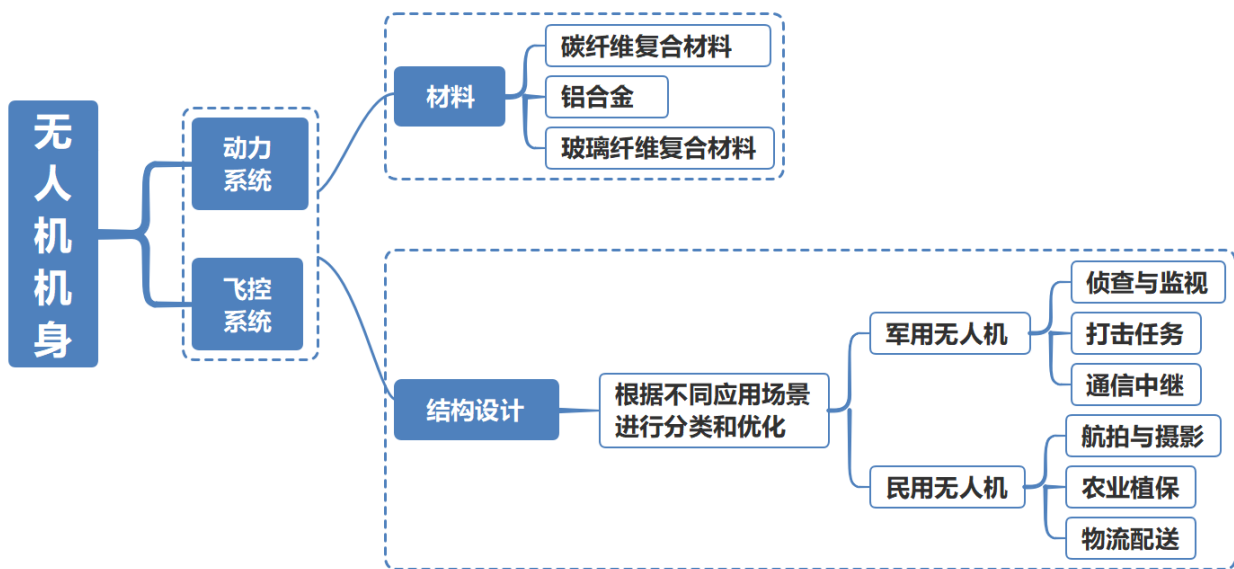 无人机机身
动力
系统
飞控
系统
材料
碳纤维复合材料
铝合金
玻璃纤维复合材料
结构设计
根据不同应用场景
进行分类和优化
军用无人机
侦查与监视
打击任务
通信中继
民用无人机
航拍与摄影
农业植保
物流配送